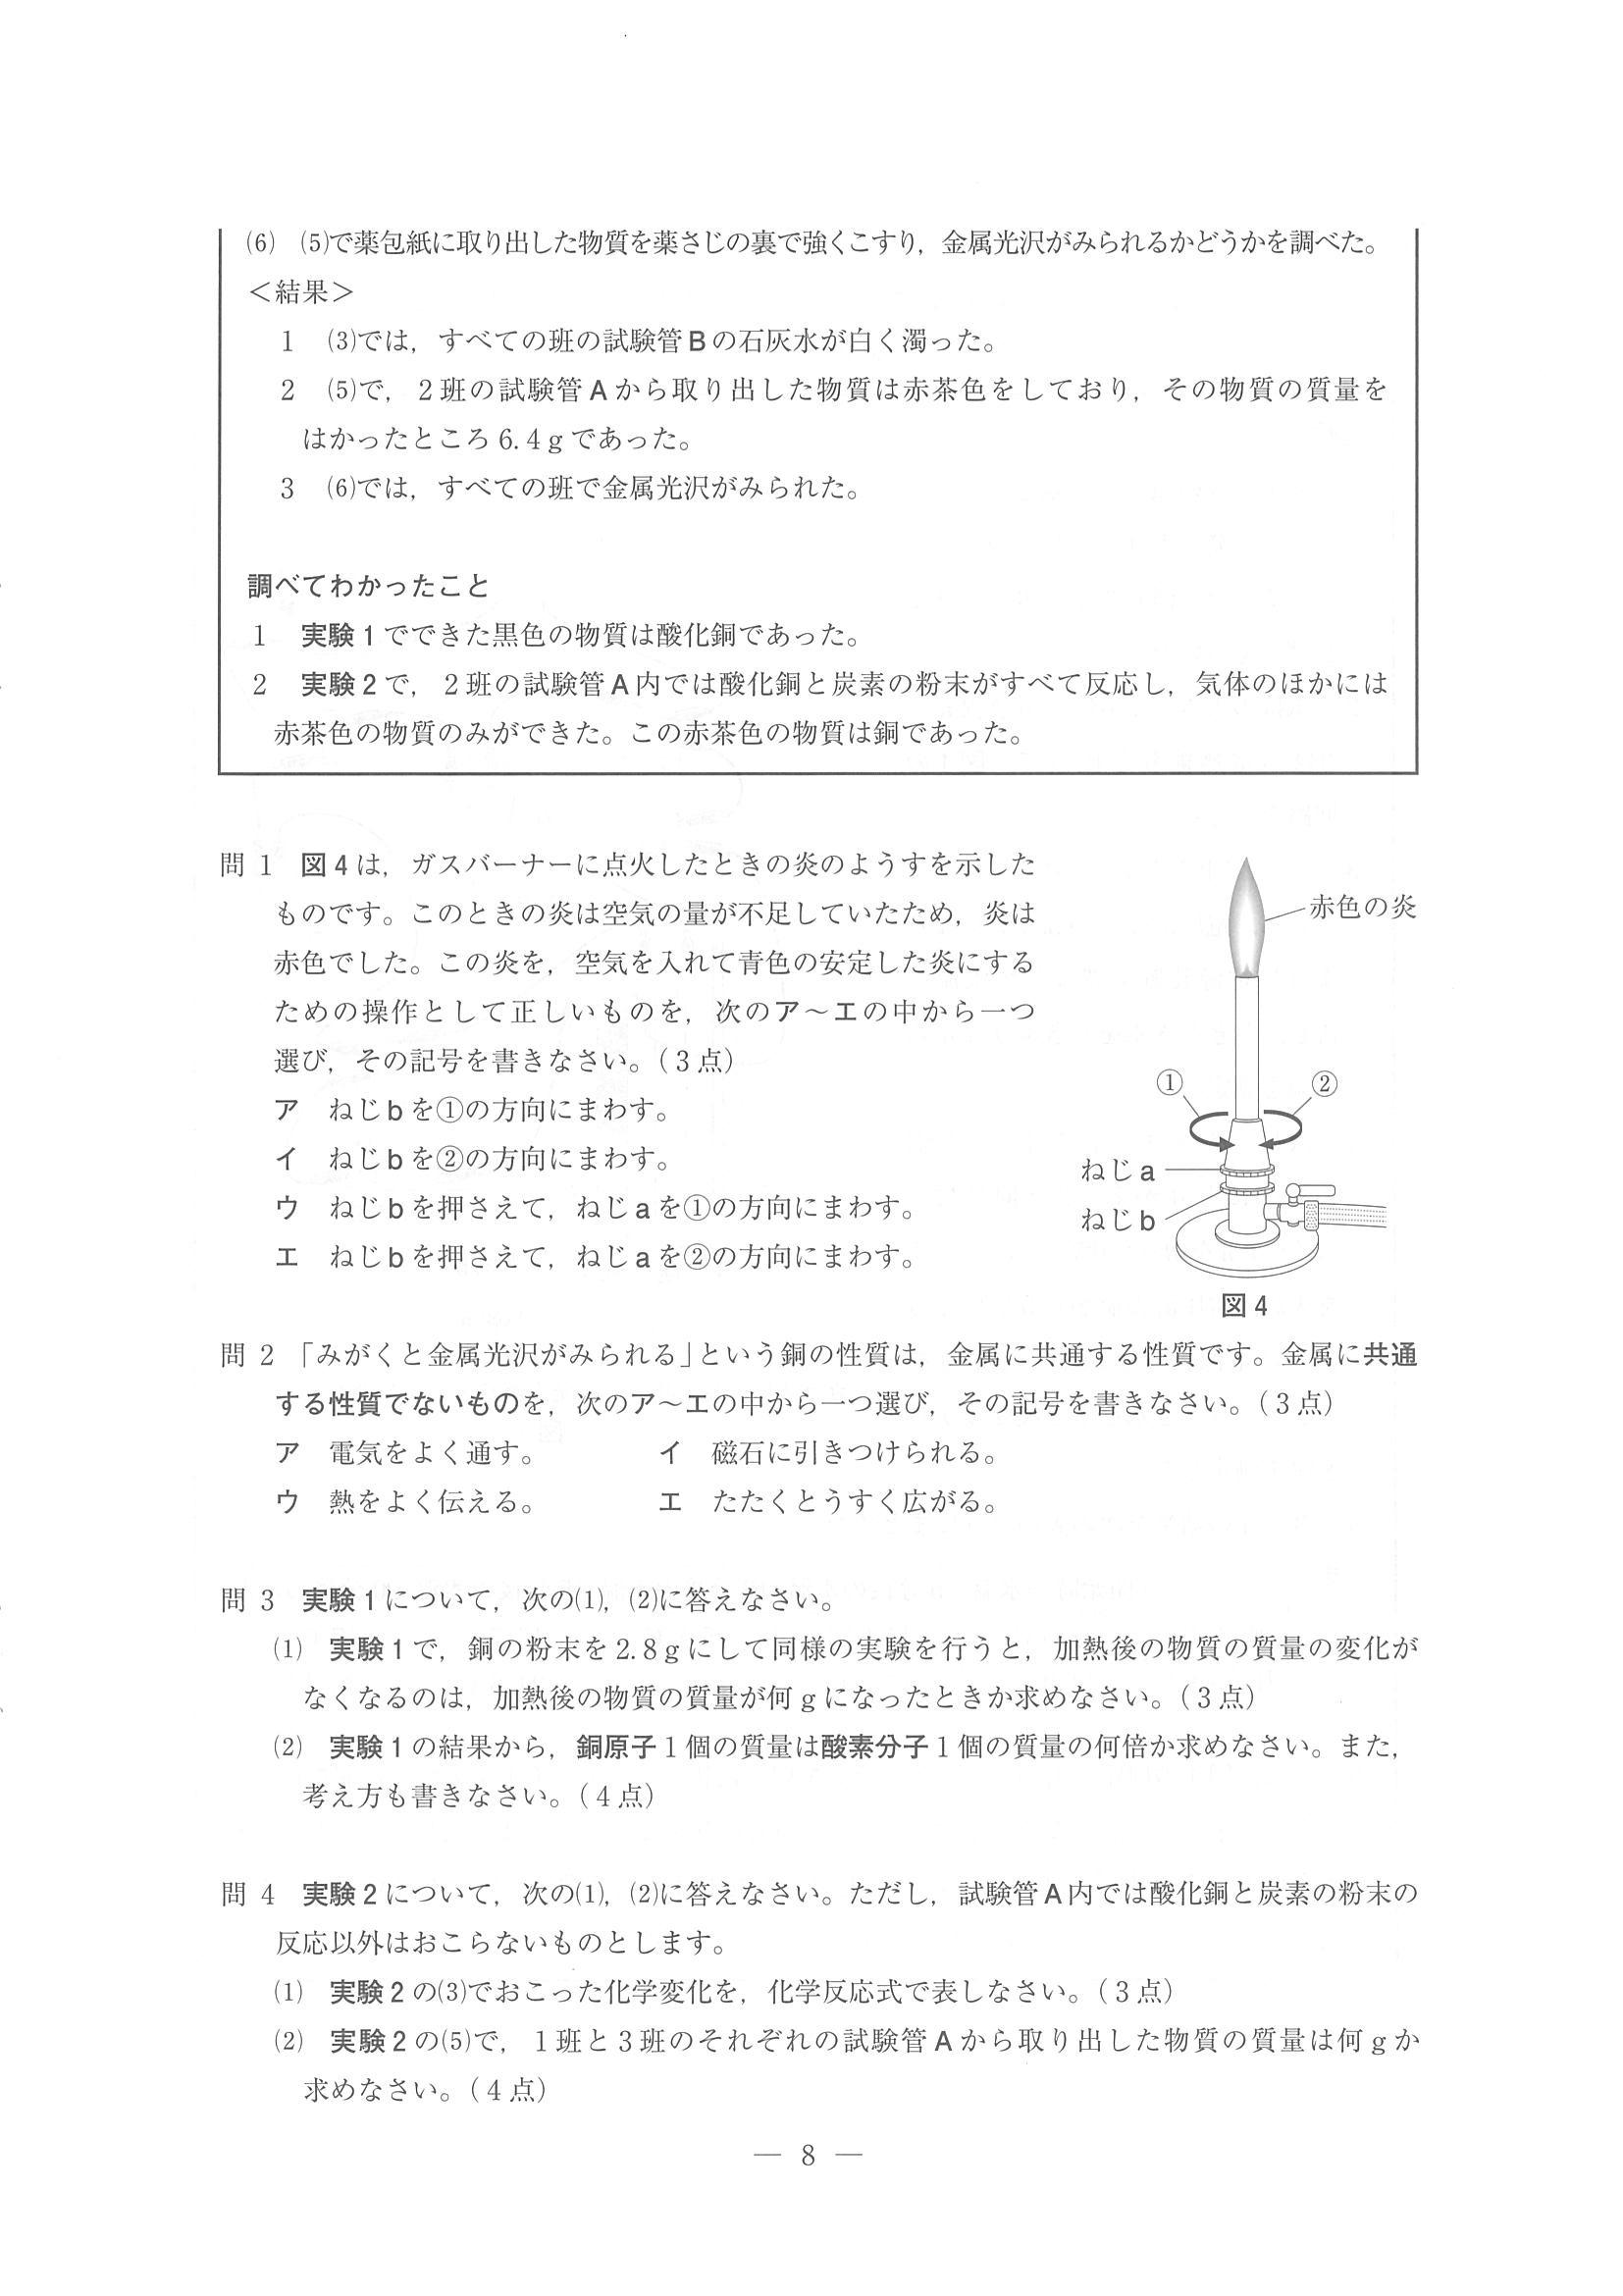 (6) (5)で薬包紙に取り出した物質を薬さじの裏で強くこすり，金属光沢がみられるかどうかを調べた。
＜結果＞
1 (3)では，すべての班の試験管Bの石灰水が白く濁った。
2 (5)で，2班の試験管Aから取り出した物質は赤茶色をしており，その物質の質量を
はかったところ6.4gであった。
3 (6)では，すべての班で金属光沢がみられた。
調べてわかったこと
1 実験1でできた黒色の物質は酸化銅であった。
2 実験2で，2班の試験管A内では酸化銅と炭素の粉末がすべて反応し，気体のほかには
赤茶色の物質のみができた。この赤茶色の物質は銅であった。
問1 図4は，ガスバーナーに点火したときの炎のようすを示した
ものです。このときの炎は空気の量が不足していたため，炎は
赤色でした。この炎を，空気を入れて青色の安定した炎にする
ための操作として正しいものを，次のア～エの中から一つ
選び，その記号を書きなさい。（3点）
ア ねじbを①の方向にまわす。
イ ねじbを②の方向にまわす。
ウ ねじbを押さえて，ねじaを①の方向にまわす。
エ ねじbを押さえて，ねじaを②の方向にまわす。
赤色の炎
①
②
ねじa
ねじb
図4
問2 「みがくと金属光沢がみられる」という銅の性質は，金属に共通する性質です。金属に共通
する性質でないものを，次のア～エの中から一つ選び，その記号を書きなさい。（3点）
ア 電気をよく通す。 イ 磁石に引きつけられる。
ウ 熱をよく伝える。 エ たたくとうすく広がる。
問3 実験1について，次の(1)，(2)に答えなさい。
(1) 実験1で，銅の粉末を2.8gにして同様の実験を行うと，加熱後の物質の質量の変化が
なくなるのは，加熱後の物質の質量が何gになったときか求めなさい。（3点）
(2) 実験1の結果から，銅原子1個の質量は酸素分子1個の質量の何倍か求めなさい。また，
考え方も書きなさい。（4点）
問4 実験2について，次の(1)，(2)に答えなさい。ただし，試験管A内では酸化銅と炭素の粉末の
反応以外はおこらないものとします。
(1) 実験2の(3)でおこった化学変化を，化学反応式で表しなさい。（3点）
(2) 実験2の(5)で，1班と3班のそれぞれの試験管Aから取り出した物質の質量は何gか
求めなさい。（4点）
— 8 —